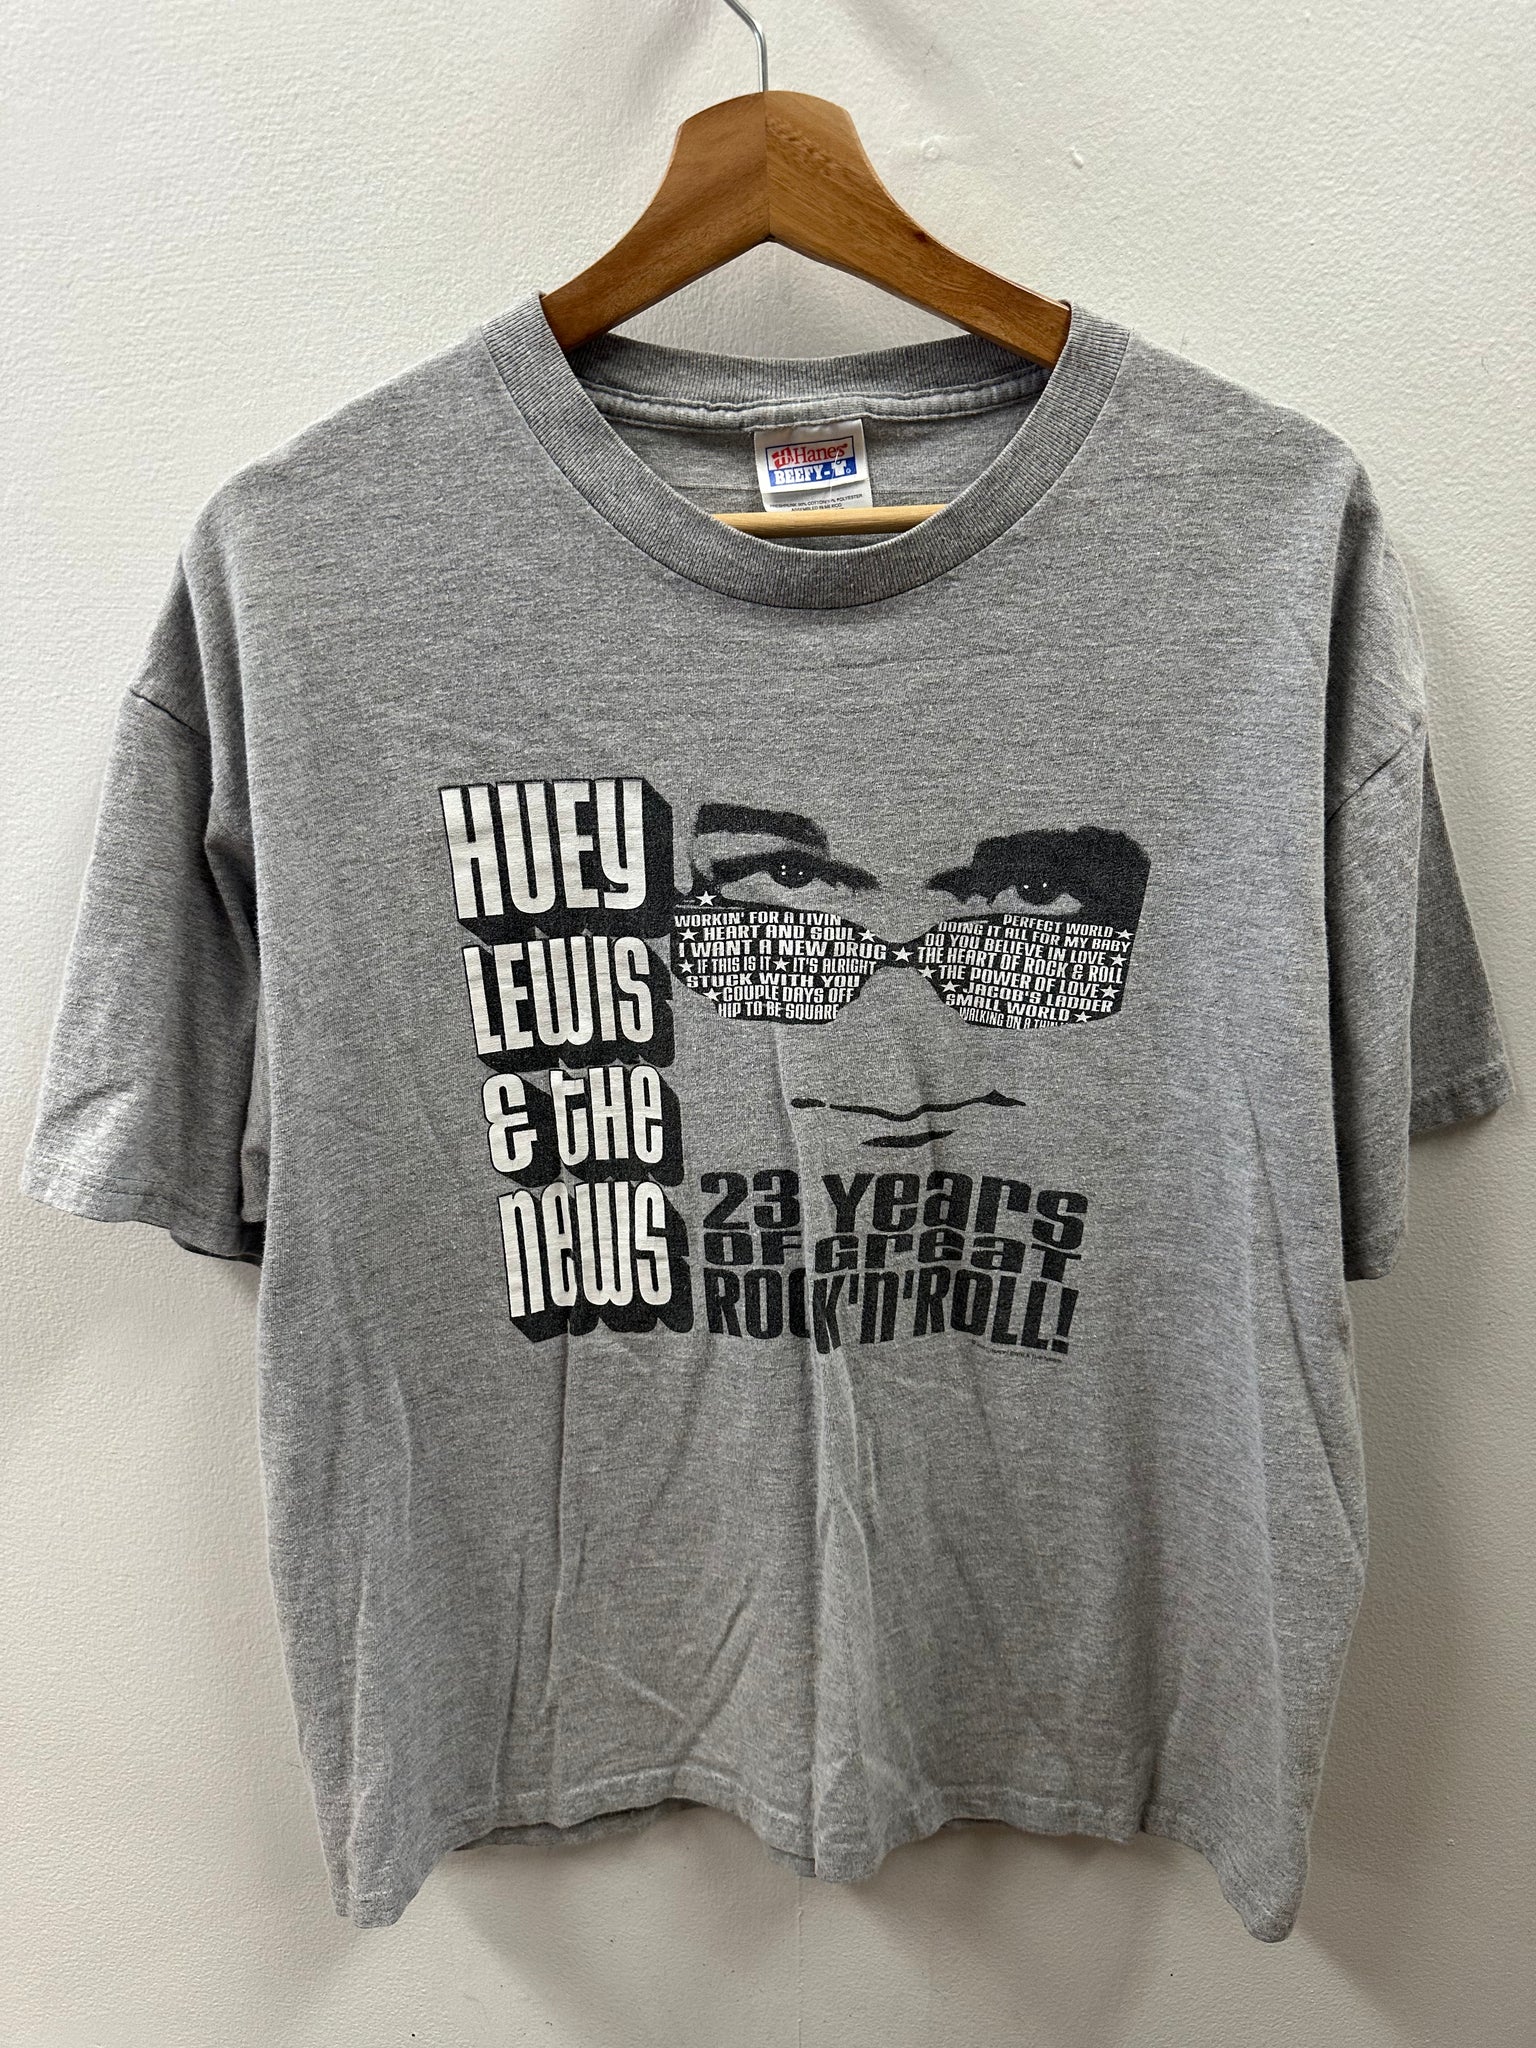 Hanes
BEEFY-T
HUEY
LEWIS
& the
news
WORKIN' FOR A LIVIN
HEART AND SOUL
I WANT A NEW DRUG
IF THIS IS IT IT'S ALRIGHT
STUCK WITH YOU
COUPLE DAYS OFF
HIP TO BE SQUARE
PERFECT WORLD
DOING IT ALL FOR MY BABY
DO YOU BELIEVE IN LOVE
THE HEART OF ROCK & ROLL
THE POWER OF LOVE
JACOB'S LADDER
SMALL WORLD
WALKING ON A THIN
23 Years
OF Great
ROCK'n'ROLL!